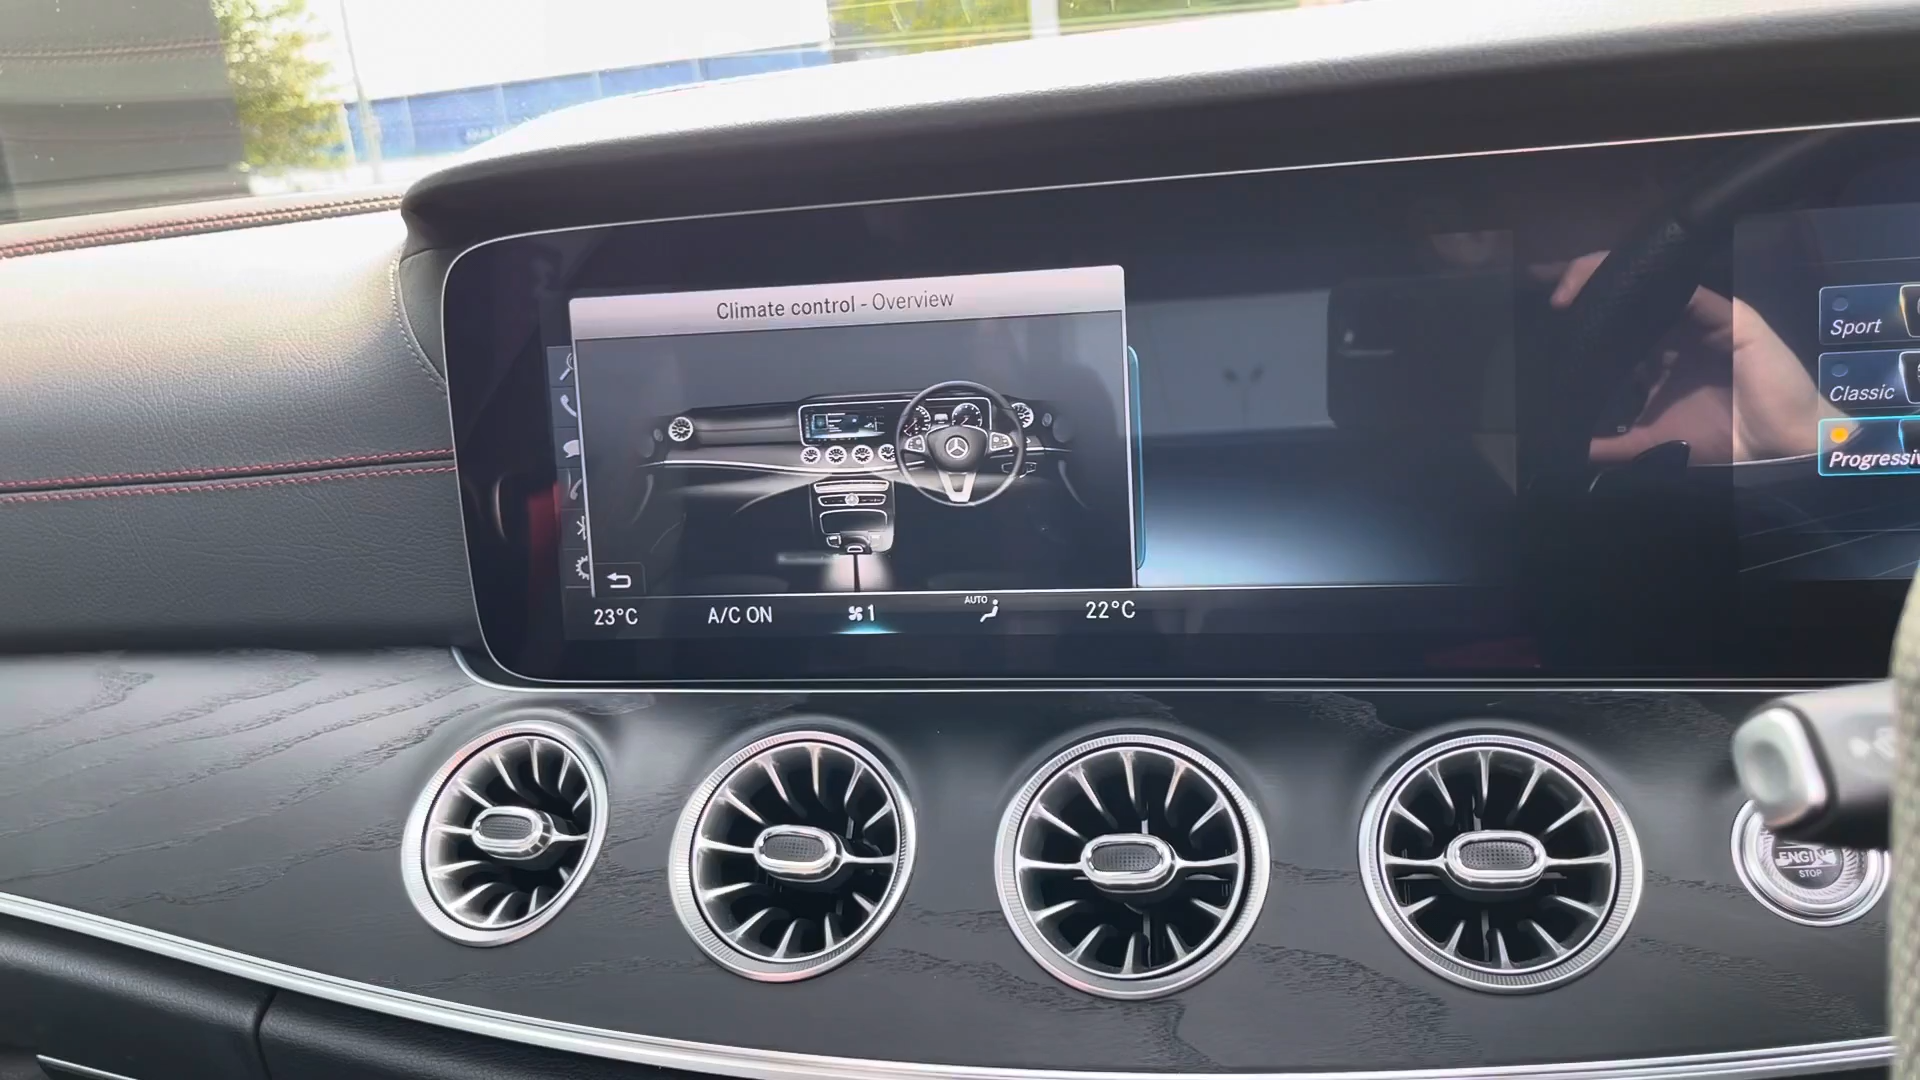 Climate control - Overview
Sport
Classic
Progressiv
23°C A/C ON 1 AUTO 22°C
ENGINE
STOP